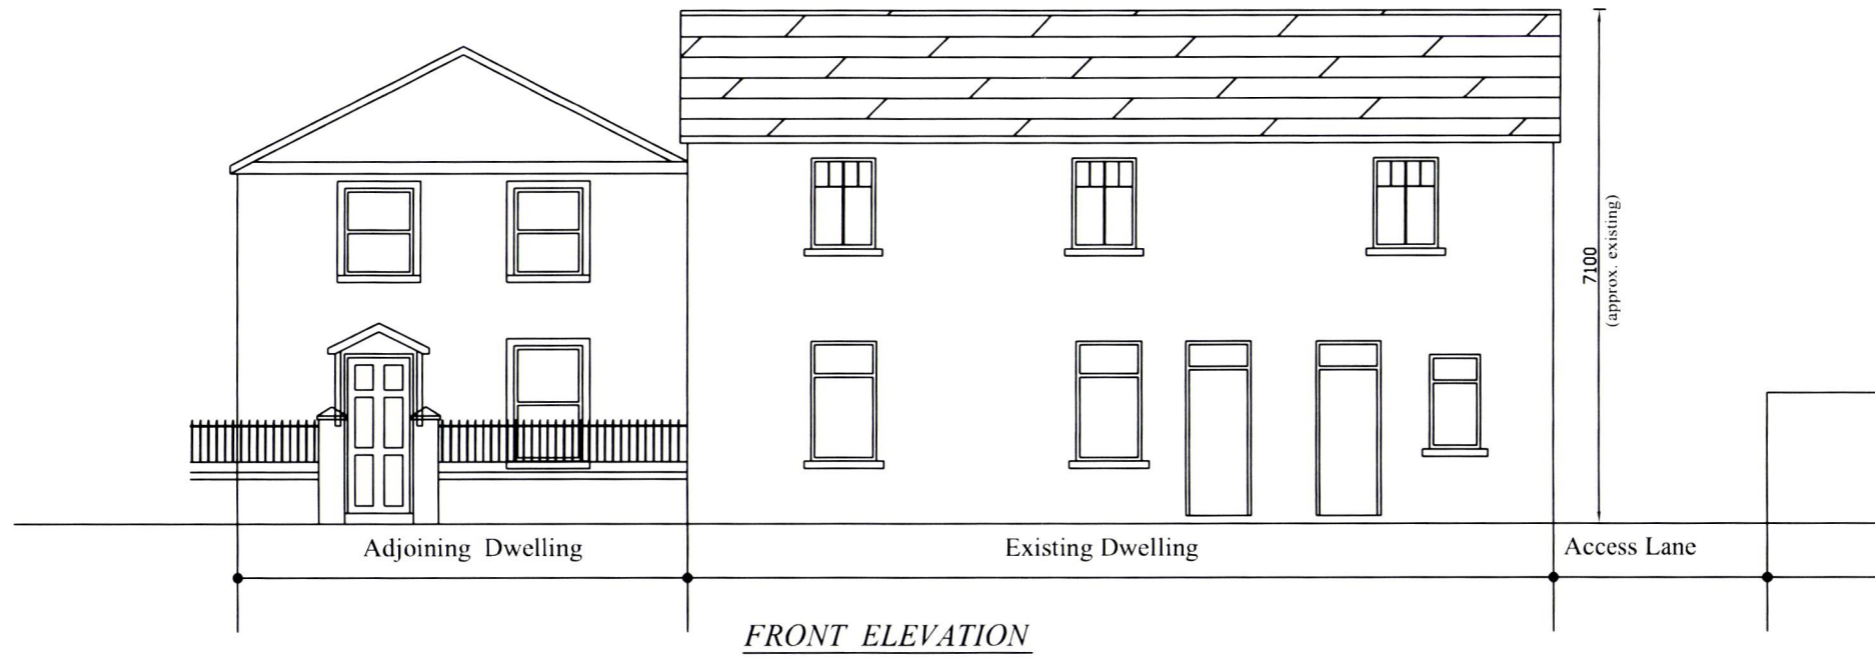 7100
(approx. existing)
Adjoining Dwelling
Existing Dwelling
Access Lane
FRONT ELEVATION